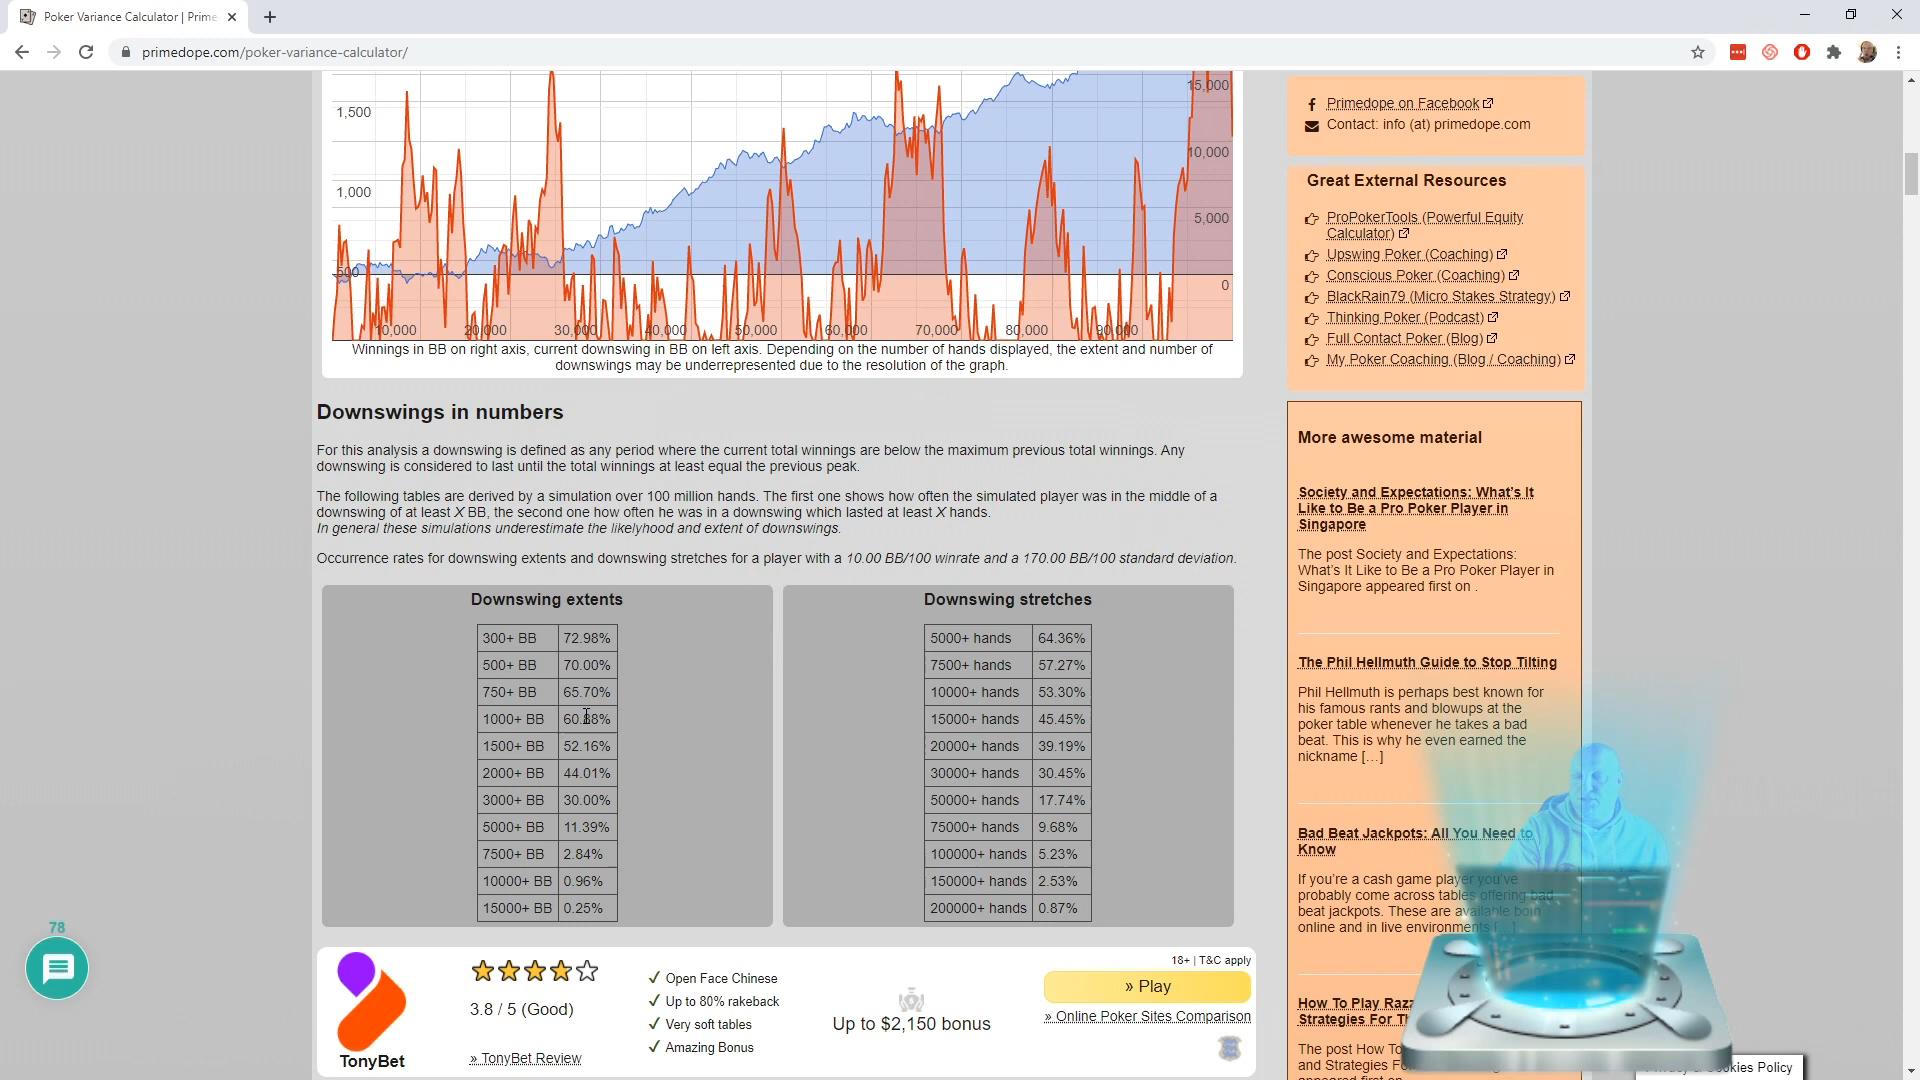 Poker Variance Calculator | Prime
primedope.com/poker-variance-calculator/
1,500
1,000
500
15,000
10,000
5,000
0
10,000 20,000 30,000 40,000 50,000 60,000 70,000 80,000 90,000
Winnings in BB on right axis, current downswing in BB on left axis. Depending on the number of hands displayed, the extent and number of
downswings may be underrepresented due to the resolution of the graph.
Downswings in numbers
For this analysis a downswing is defined as any period where the current total winnings are below the maximum previous total winnings. Any
downswing is considered to last until the total winnings at least equal the previous peak.
The following tables are derived by a simulation over 100 million hands. The first one shows how often the simulated player was in the middle of a
downswing of at least X BB, the second one how often he was in a downswing which lasted at least X hands.
In general these simulations underestimate the likelyhood and extent of downswings.
Occurrence rates for downswing extents and downswing stretches for a player with a 10.00 BB/100 winrate and a 170.00 BB/100 standard deviation.
Downswing extents
300+ BB 72.98%
500+ BB 70.00%
750+ BB 65.70%
1000+ BB 60.88%
1500+ BB 52.16%
2000+ BB 44.01%
3000+ BB 30.00%
5000+ BB 11.39%
7500+ BB 2.84%
10000+ BB 0.96%
15000+ BB 0.25%
Downswing stretches
5000+ hands 64.36%
7500+ hands 57.27%
10000+ hands 53.30%
15000+ hands 45.45%
20000+ hands 39.19%
30000+ hands 30.45%
50000+ hands 17.74%
75000+ hands 9.68%
100000+ hands 5.23%
150000+ hands 2.53%
200000+ hands 0.87%
78
TonyBet
3.8 / 5 (Good)
» TonyBet Review
Open Face Chinese
Up to 80% rakeback
Very soft tables
Amazing Bonus
Up to $2,150 bonus
18+ | T&C apply
» Play
» Online Poker Sites Comparison
Primedope on Facebook
Contact: info (at) primedope.com
Great External Resources
ProPokerTools (Powerful Equity
Calculator)
Upswing Poker (Coaching)
Conscious Poker (Coaching)
BlackRain79 (Micro Stakes Strategy)
Thinking Poker (Podcast)
Full Contact Poker (Blog)
My Poker Coaching (Blog / Coaching)
More awesome material
Society and Expectations: What's It
Like to Be a Pro Poker Player in
Singapore
The post Society and Expectations:
What's It Like to Be a Pro Poker Player in
Singapore appeared first on .
The Phil Hellmuth Guide to Stop Tilting
Phil Hellmuth is perhaps best known for
his famous rants and blowups at the
poker table whenever he takes a bad
beat. This is why he even earned the
nickname […]
Bad Beat Jackpots: All You Need to
Know
If you're a cash game player you've
probably come across tables offering bad
beat jackpots. These are available both
online and in live environments
How To Play Razz
Strategies For
The post How To
and Strategies
Cookies Policy